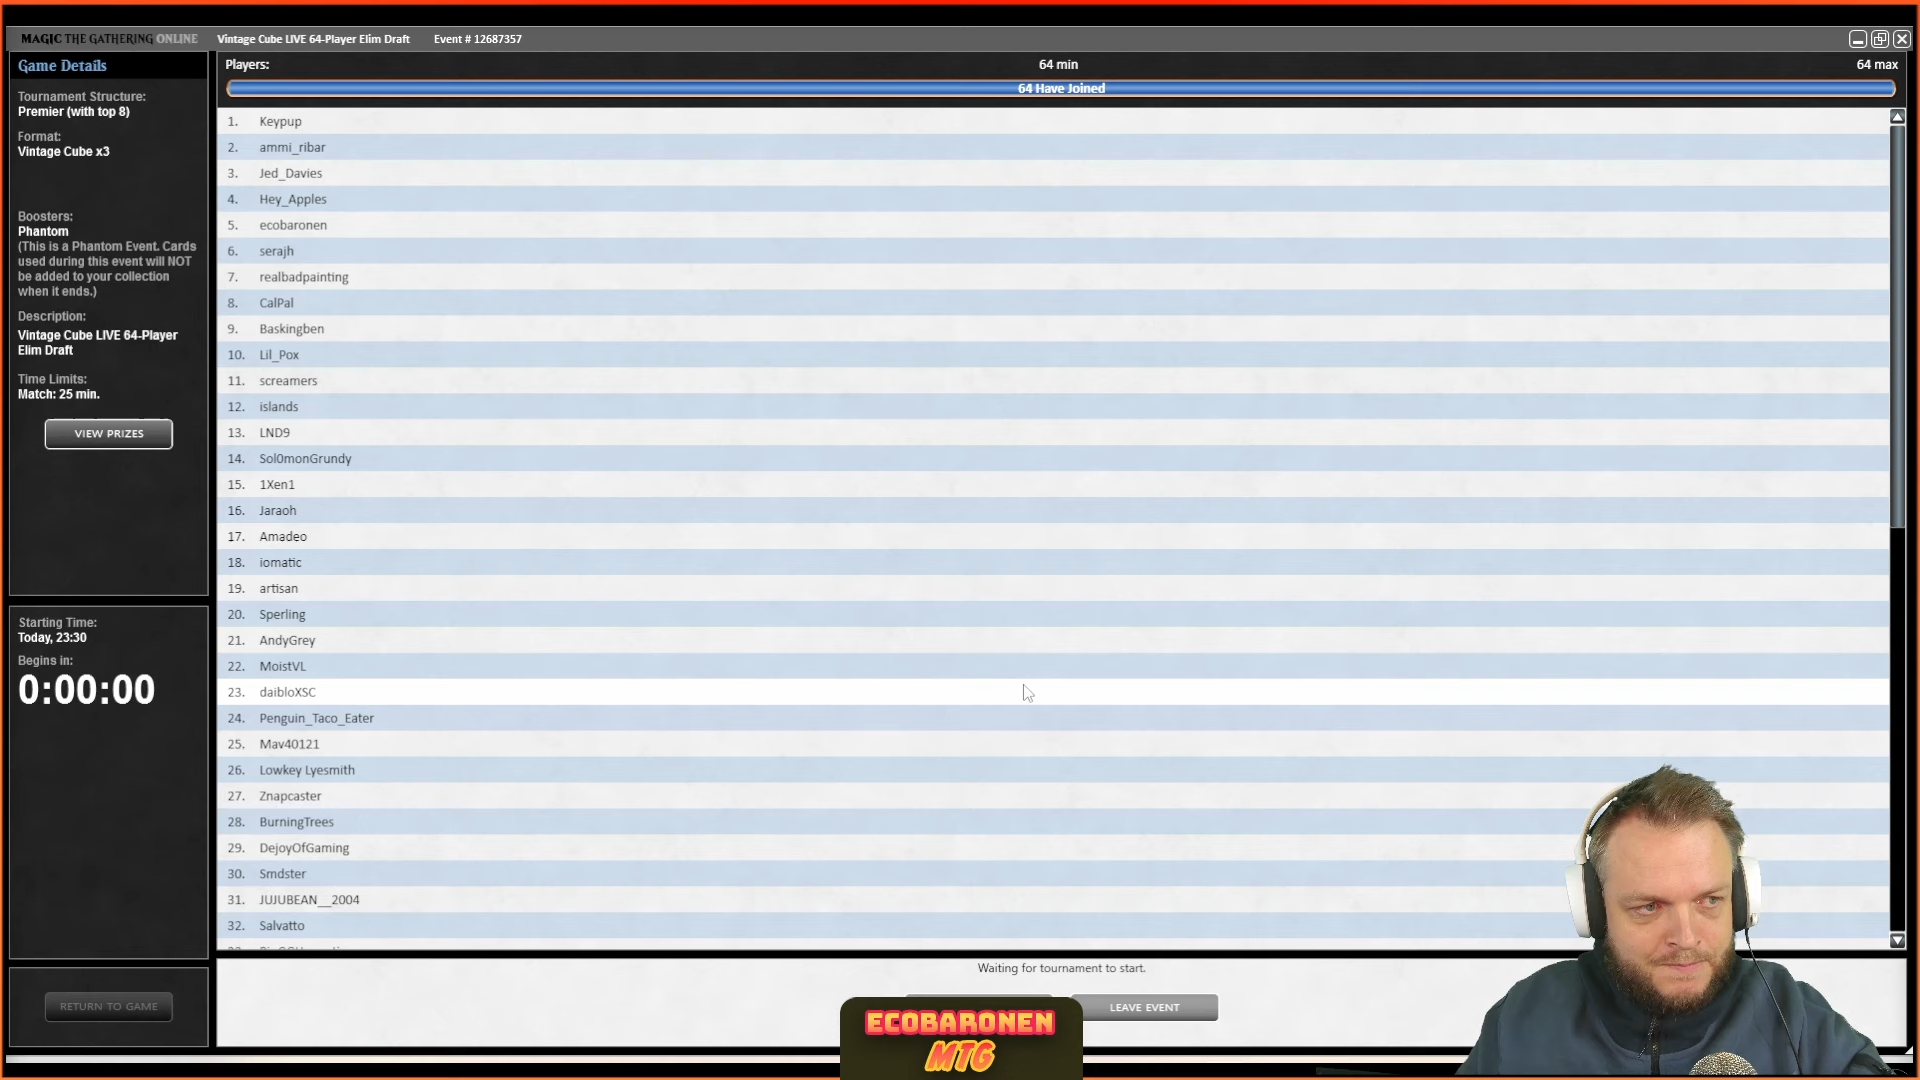 MAGIC THE GATHERING ONLINE
Vintage Cube LIVE 64-Player Elim Draft
Event # 12687357
Game Details
Tournament Structure:
Premier (with top 8)
Format:
Vintage Cube x3
Boosters:
Phantom
(This is a Phantom Event. Cards
used during this event will NOT
be added to your collection
when it ends.)
Description:
Vintage Cube LIVE 64-Player
Elim Draft
Time Limits:
Match: 25 min.
VIEW PRIZES
Starting Time:
Today, 23:30
Begins in:
0:00:00
RETURN TO GAME
Players:
64 min
64 max
64 Have Joined
1. Keypup
2. ammi_ribar
3. Jed_Davies
4. Hey_Apples
5. ecobaronen
6. serajh
7. realbadpainting
8. CalPal
9. Baskingben
10. Lil_Pox
11. screamers
12. islands
13. LND9
14. Sol0monGrundy
15. 1Xen1
16. Jaraoh
17. Amadeo
18. iomatic
19. artisan
20. Sperling
21. AndyGrey
22. MoistVL
23. daibloXSC
24. Penguin_Taco_Eater
25. Mav40121
26. Lowkey Lyesmith
27. Znapcaster
28. BurningTrees
29. DejoyOfGaming
30. Smdster
31. JUJUBEAN__2004
32. Salvatto
Waiting for tournament to start.
LEAVE EVENT
ECOBARONEN
MTG